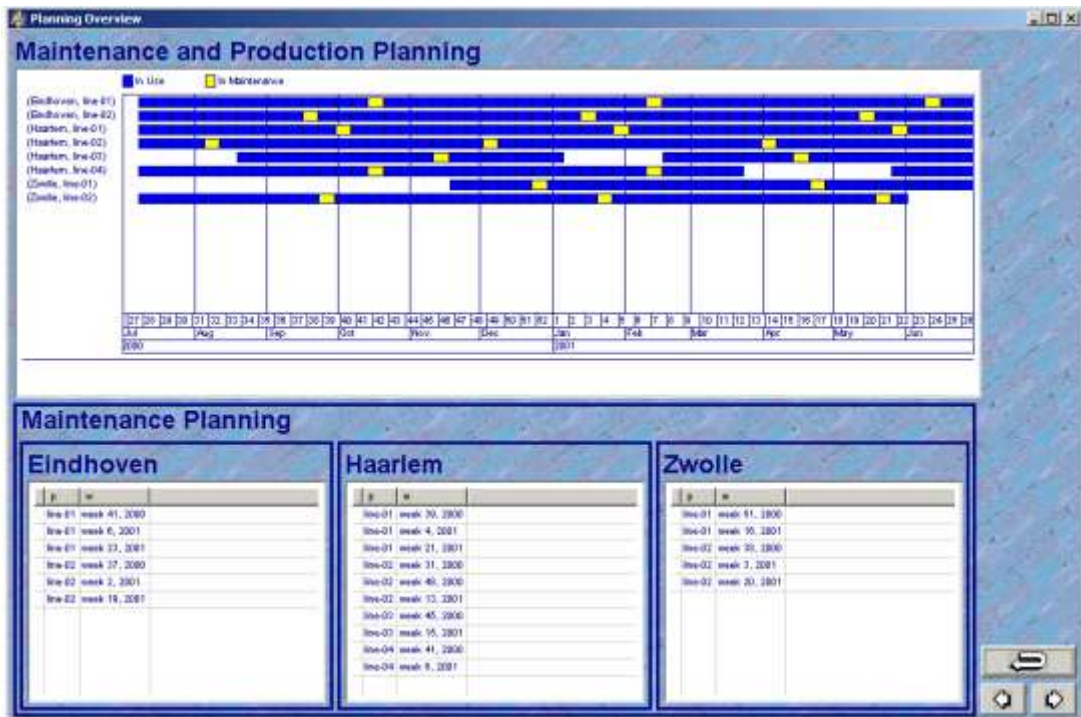 Planning Overview
Maintenance and Production Planning
In Use In Maintenance
(Eindhoven, line-01)
(Eindhoven, line-02)
(Haarlem, line-01)
(Haarlem, line-02)
(Haarlem, line-03)
(Haarlem, line-04)
(Zwolle, line-01)
(Zwolle, line-02)
27 28 29 30 31 32 33 34 35 36 37 38 39 40 41 42 43 44 45 46 47 48 49 50 51 52 1 2 3 4 5 6 7 8 9 10 11 12 13 14 15 16 17 18 19 20 21 22 23 24 25 26
Jul Aug Sep Oct Nov Dec Jan Feb Mar Apr May Jun
2000 2001
Maintenance Planning
Eindhoven
p w
line-01 week 41, 2000
line-01 week 6, 2001
line-01 week 23, 2001
line-02 week 37, 2000
line-02 week 2, 2001
line-02 week 19, 2001
Haarlem
p w
line-01 week 39, 2000
line-01 week 4, 2001
line-01 week 21, 2001
line-02 week 31, 2000
line-02 week 48, 2000
line-02 week 13, 2001
line-03 week 45, 2000
line-03 week 15, 2001
line-04 week 41, 2000
line-04 week 6, 2001
Zwolle
p w
line-01 week 51, 2000
line-01 week 16, 2001
line-02 week 38, 2000
line-02 week 3, 2001
line-02 week 20, 2001